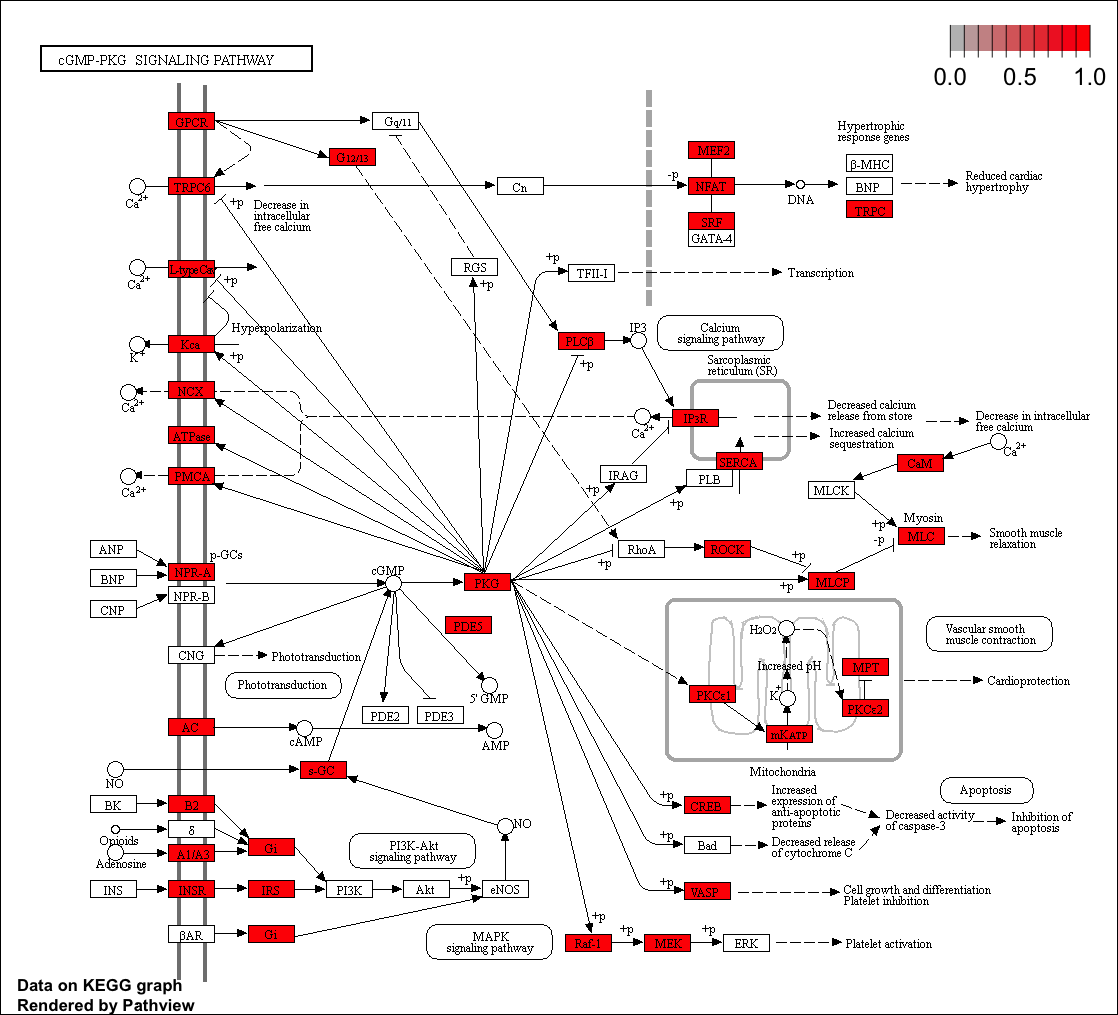 cGMP-PKG SIGNALING PATHWAY
0.0 0.5 1.0
GPCR
Gq/11
G12/13
Hypertrophic
response genes
MEF2
β-MHC
TRPC6
Ca2+
+p
Cn
-p
NFAT
DNA
BNP
Reduced cardiac
hypertrophy
TRPC
Decrease in
intracellular
free calcium
SRF
GATA-4
L-typeCa
Ca2+
+p
RGS
+p
+p
TFII-I
Transcription
Hyperpolarization
Kca
K+
+p
PLCβ
+p
IP3
Calcium
signaling pathway
Sarcoplasmic
reticulum (SR)
NCX
Ca2+
Ca2+
IP3R
Decreased calcium
release from store
Increased calcium
sequestration
Decrease in intracellular
free calcium
ATPase
PMCA
Ca2+
IRAG
+p
PLB
+p
SERCA
CaM
Ca2+
MLCK
+p
-p
Myosin
MLC
Smooth muscle
relaxation
ANP
BNP
CNP
p-GCs
NPR-A
NPR-B
cGMP
PKG
RhoA
+p
ROCK
+p
MLCP
PDE5
CNG
Phototransduction
Phototransduction
PDE2
PDE3
5' GMP
H2O2
Increased pH
K+
MPT
PKCε1
PKCε2
mKATP
Mitochondria
Vascular smooth
muscle contraction
Cardioprotection
AC
cAMP
AMP
NO
s-GC
BK
B2
Opioids
δ
Adenosine
A1/A3
Gi
NO
PI3K-Akt
signaling pathway
INS
INSR
IRS
PI3K
Akt
+p
eNOS
βAR
Gi
MAPK
signaling pathway
+p
CREB
Increased
expression of
anti-apoptotic
proteins
Apoptosis
+p
Bad
Decreased release
of cytochrome C
Decreased activity
of caspase-3
Inhibition of
apoptosis
+p
VASP
Cell growth and differentiation
Platelet inhibition
+p
Raf-1
+p
MEK
+p
ERK
Platelet activation
Data on KEGG graph
Rendered by Pathview